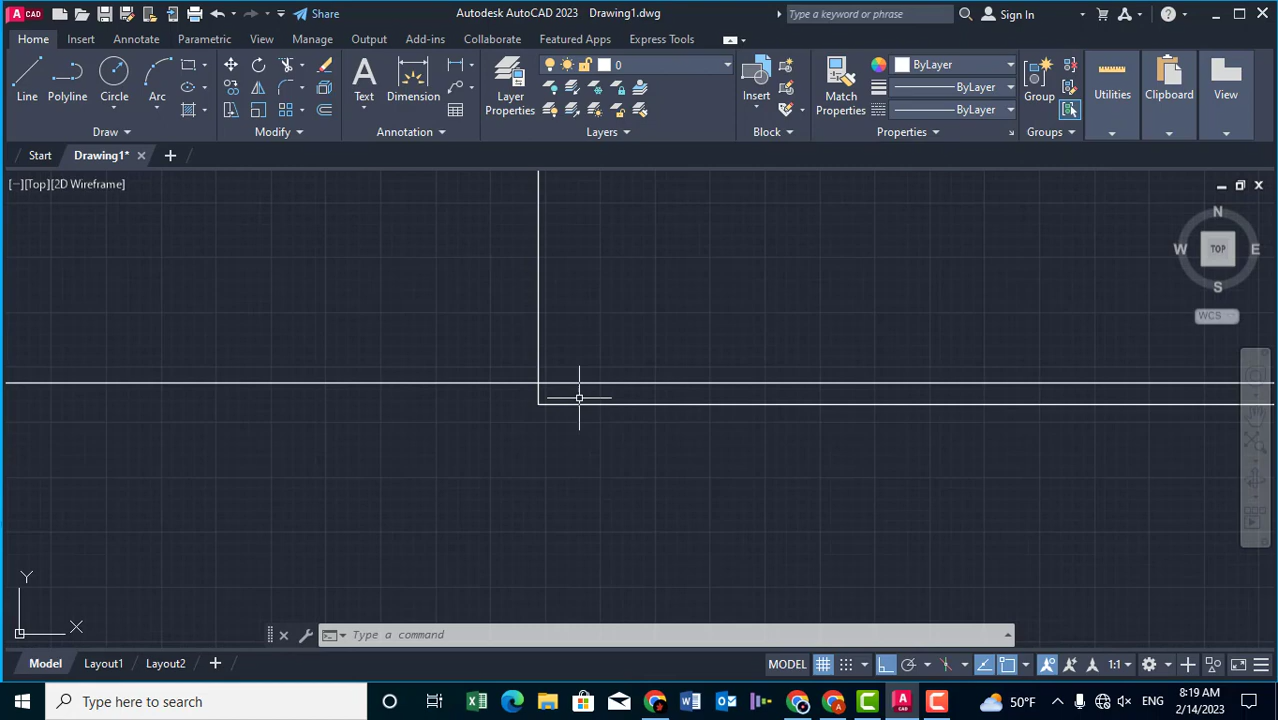 CAD Share Autodesk AutoCAD 2023 Drawing1.dwg Type a keyword or phrase Sign In
Home Insert Annotate Parametric View Manage Output Add-ins Collaborate Featured Apps Express Tools
Line Polyline Circle Arc Text Dimension Layer Properties 0 Insert Match Properties ByLayer ByLayer ByLayer Group Utilities Clipboard View
Draw Modify Annotation Layers Block Properties Groups
Start Drawing1* 
[−][Top][2D Wireframe]
N
W TOP E
S
WCS
Y
X
Type a command
Model Layout1 Layout2 MODEL 1:1
Type here to search 50°F ENG 8:19 AM
2/14/2023